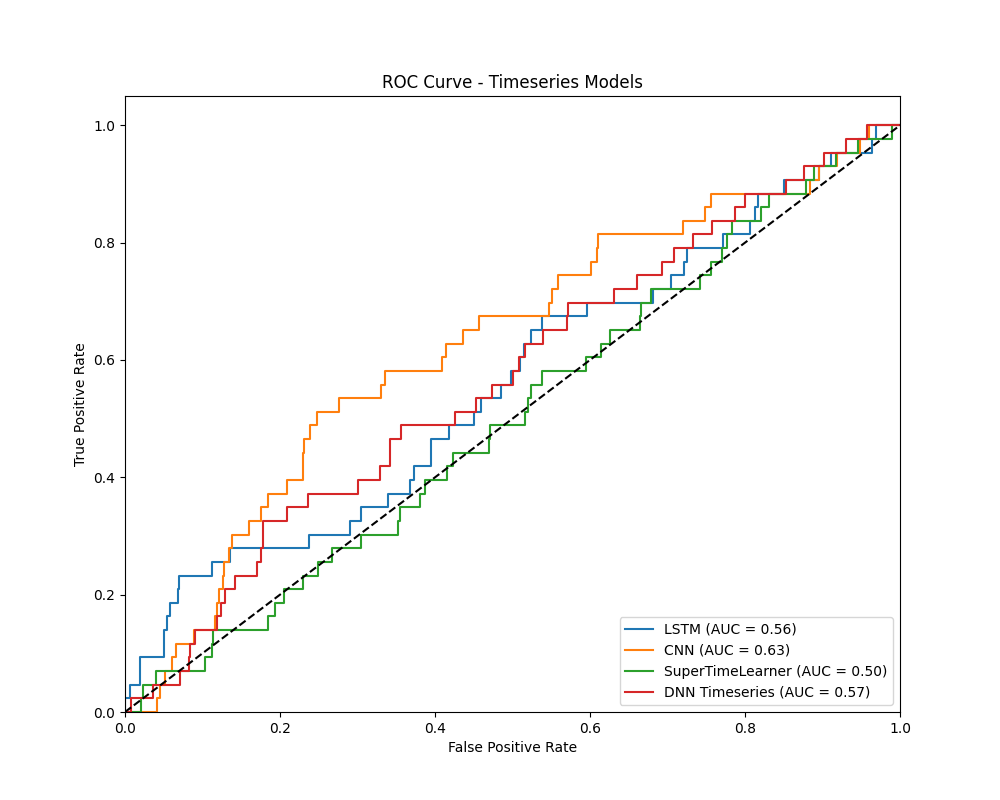 ROC Curve - Timeseries Models
True Positive Rate
1.0
0.8
0.6
0.4
0.2
0.0
0.0 0.2 0.4 0.6 0.8 1.0
False Positive Rate
LSTM (AUC = 0.56)
CNN (AUC = 0.63)
SuperTimeLearner (AUC = 0.50)
DNN Timeseries (AUC = 0.57)